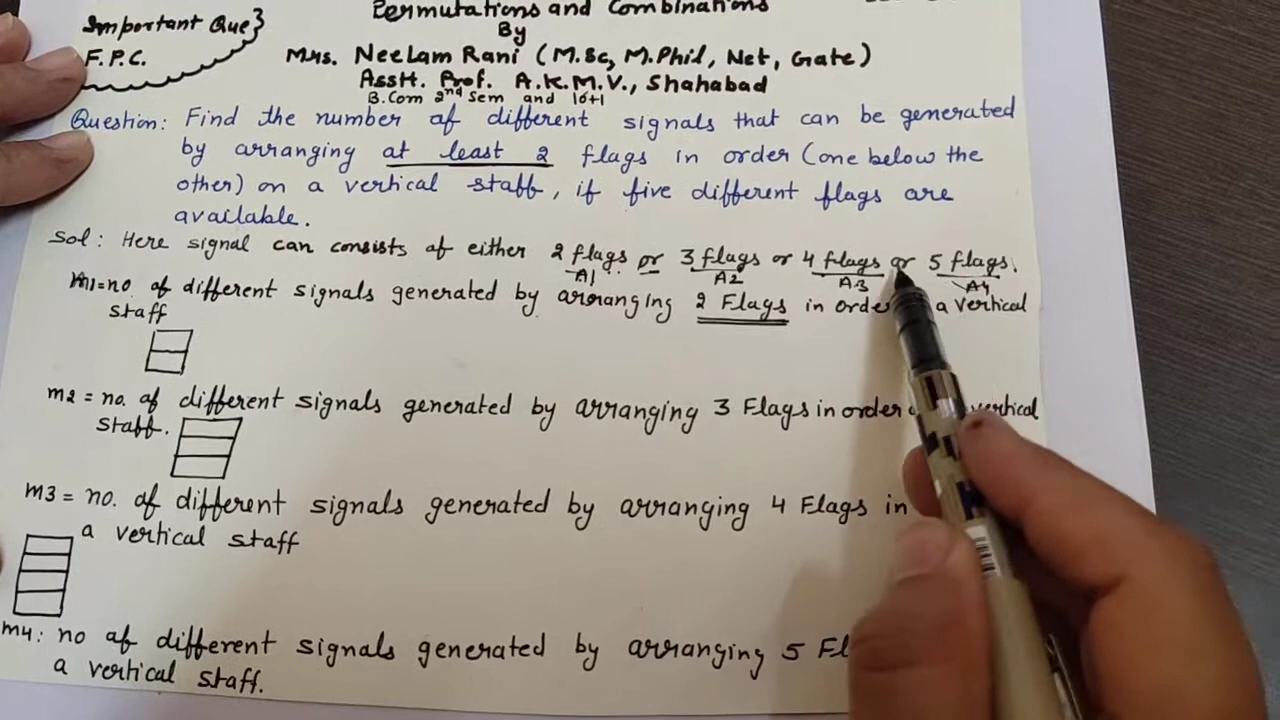 Important Que
F.P.C.
Permutations and Combinations
By
Mrs. Neelam Rani (M.Sc, M.Phil, Net, Gate)
Asstt. Prof. A.K.M.V., Shahabad
B.Com 2nd Sem and 10+1
Question: Find the number of different signals that can be generated
by arranging at least 2 flags in order (one below the
other) on a vertical staff, if five different flags are
available.
Sol: Here signal can consists of either 2 flags or 3 flags or 4 flags or 5 flags.
A1 A2 A3 A4
m1=no of different signals generated by arranging 2 Flags in order a vertical
staff
m2 = no. of different signals generated by arranging 3 Flags in order vertical
staff.
m3 = no. of different signals generated by arranging 4 Flags in
a vertical staff
m4: no of different signals generated by arranging 5 Fl
a vertical staff.